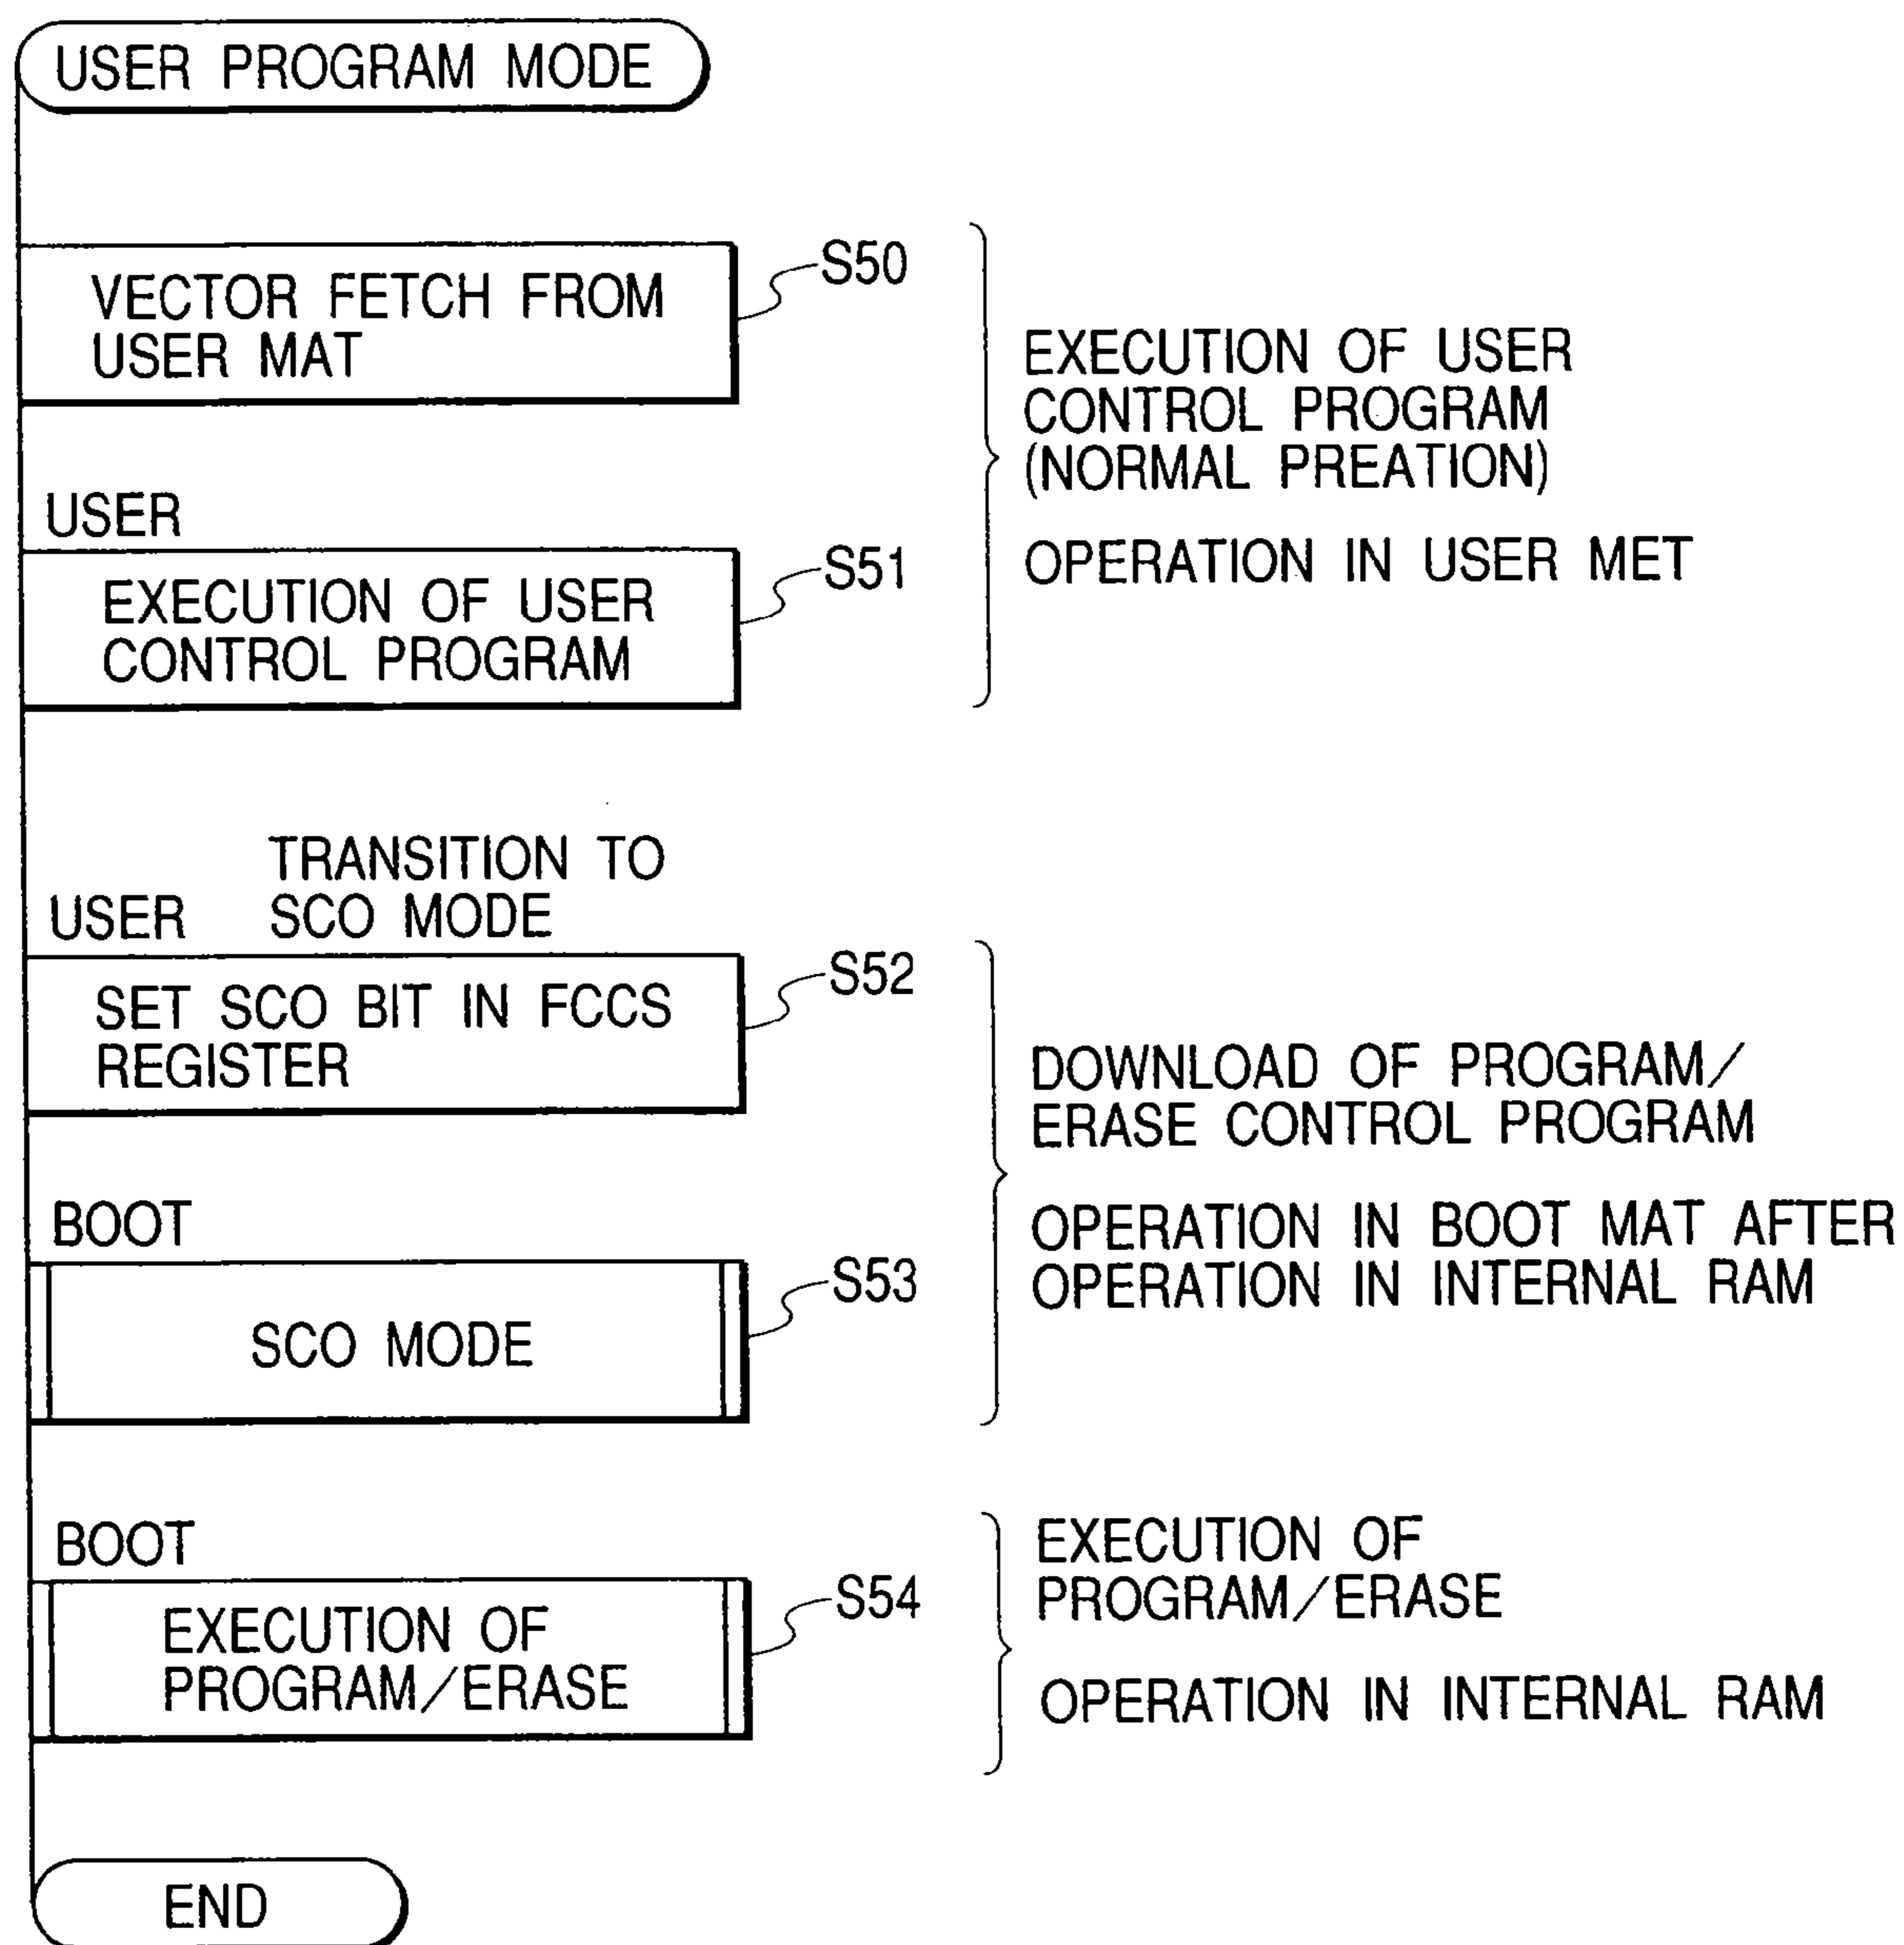 USER PROGRAM MODE
VECTOR FETCH FROM
USER MAT
S50
EXECUTION OF USER
CONTROL PROGRAM
(NORMAL PREATION)
OPERATION IN USER MET
USER
EXECUTION OF USER
CONTROL PROGRAM
S51
TRANSITION TO
USER SCO MODE
SET SCO BIT IN FCCS
REGISTER
S52
DOWNLOAD OF PROGRAM/
ERASE CONTROL PROGRAM
OPERATION IN BOOT MAT AFTER
OPERATION IN INTERNAL RAM
BOOT
SCO MODE
S53
BOOT
EXECUTION OF
PROGRAM/ERASE
S54
EXECUTION OF
PROGRAM/ERASE
OPERATION IN INTERNAL RAM
END